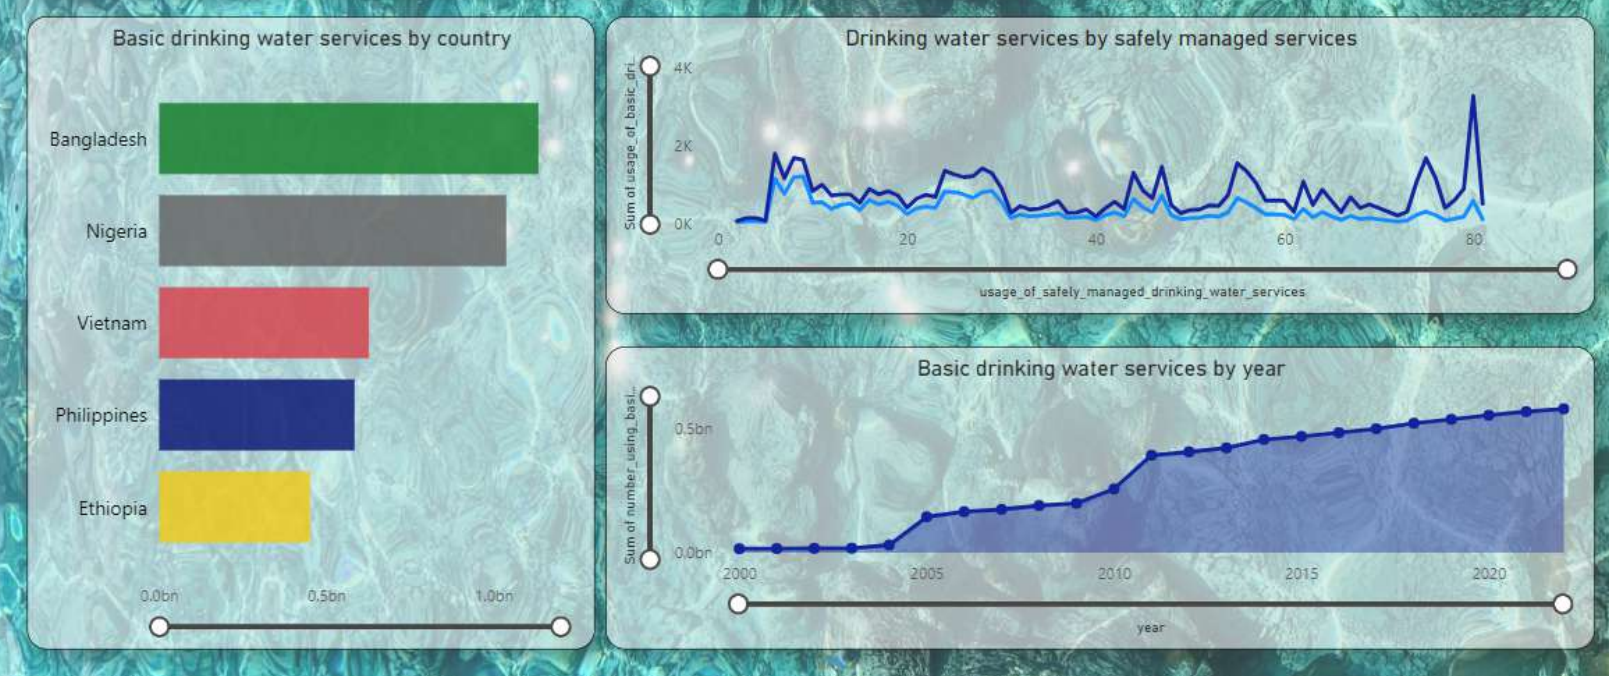 Basic drinking water services by country
Bangladesh
Nigeria
Vietnam
Philippines
Ethiopia
0.0bn 0.5bn 1.0bn
Drinking water services by safely managed services
Sum of usage_of_basic_dri...
4K
2K
0K
0 20 40 60 80
usage_of_safely_managed_drinking_water_services
Basic drinking water services by year
Sum of number_using_basi...
0.5bn
0.0bn
2000 2005 2010 2015 2020
year